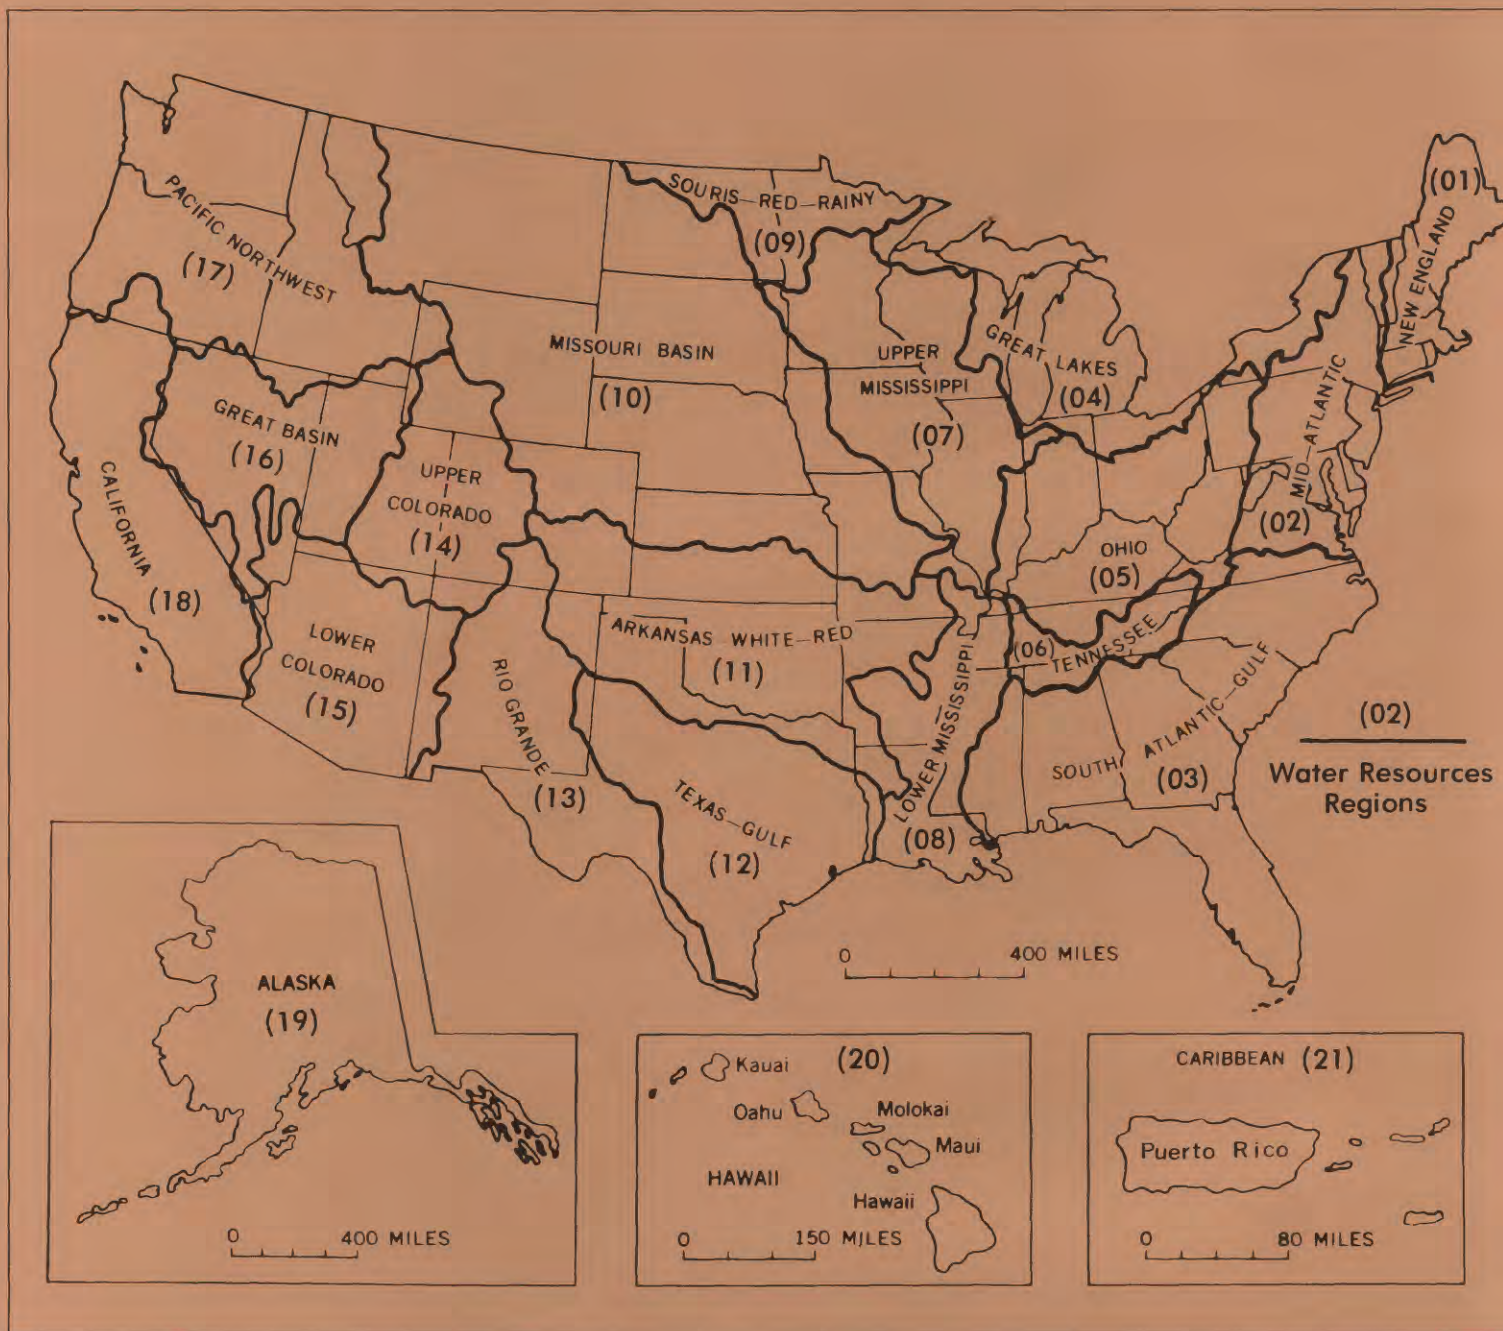 PACIFIC NORTHWEST
(17)
SOURIS—RED—RAINY
(09)
(01)
NEW ENGLAND
MISSOURI BASIN
(10)
UPPER
MISSISSIPPI
(07)
GREAT LAKES
(04)
MID—ATLANTIC
(02)
GREAT BASIN
(16)
UPPER
COLORADO
(14)
CALIFORNIA
(18)
OHIO
(05)
LOWER
COLORADO
(15)
ARKANSAS WHITE—RED
(11)
(06)
TENNESSEE
RIO GRANDE
(13)
LOWER MISSISSIPPI
(08)
SOUTH ATLANTIC—GULF
(03)
TEXAS—GULF
(12)
(02)
Water Resources
Regions
0 400 MILES
ALASKA
(19)
0 400 MILES
Kauai
(20)
Oahu
Molokai
Maui
HAWAII
Hawaii
0 150 MILES
CARIBBEAN (21)
Puerto Rico
0 80 MILES